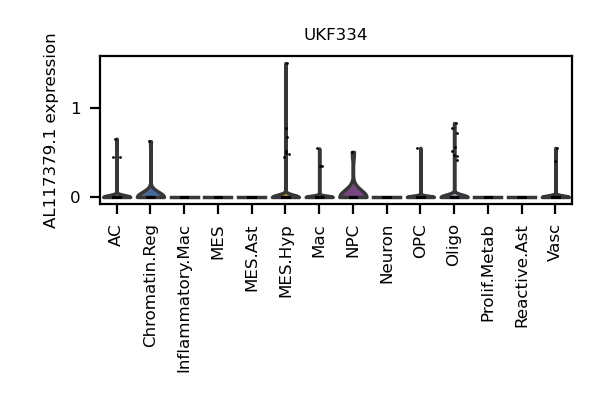 UKF334
AL117379.1 expression
1
0
AC
Chromatin.Reg
Inflammatory.Mac
MES
MES.Ast
MES.Hyp
Mac
NPC
Neuron
OPC
Oligo
Prolif.Metab
Reactive.Ast
Vasc